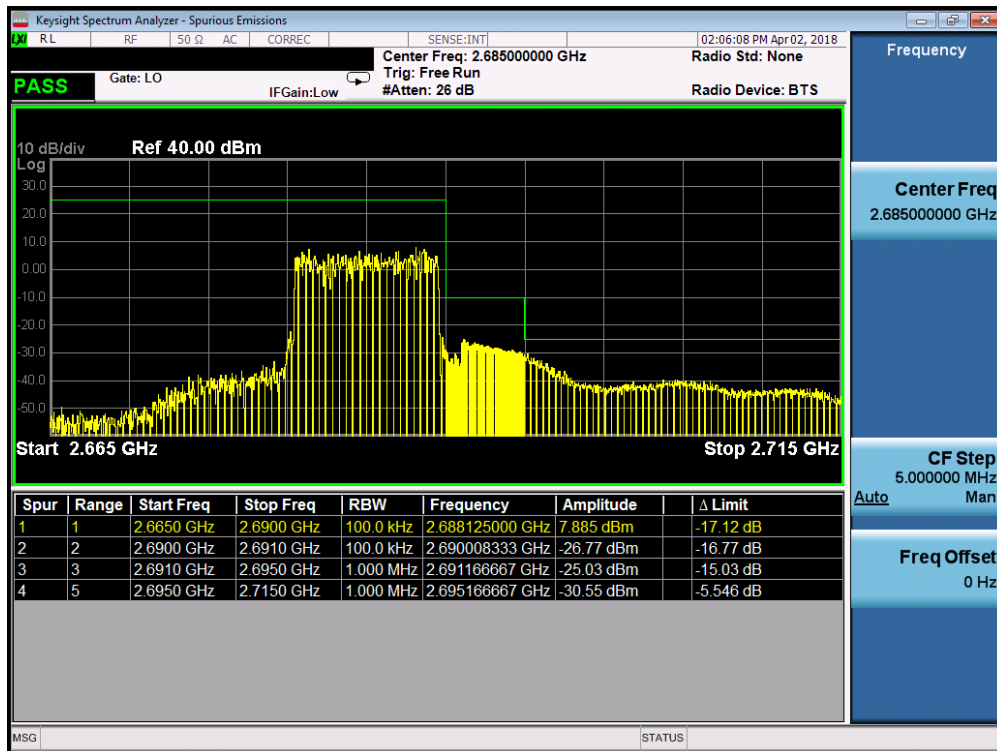 Keysight Spectrum Analyzer - Spurious Emissions
LXI RL RF 50 Ω AC CORREC SENSE:INT 02:06:08 PM Apr 02, 2018
Center Freq: 2.685000000 GHz Radio Std: None
PASS Gate: LO Trig: Free Run
IFGain:Low #Atten: 26 dB Radio Device: BTS
10 dB/div Ref 40.00 dBm
Log
30.0
20.0
10.0
0.00
-10.0
-20.0
-30.0
-40.0
-50.0
Start 2.665 GHz Stop 2.715 GHz
Spur Range Start Freq Stop Freq RBW Frequency Amplitude Δ Limit
1 1 2.6650 GHz 2.6900 GHz 100.0 kHz 2.688125000 GHz 7.885 dBm -17.12 dB
2 2 2.6900 GHz 2.6910 GHz 100.0 kHz 2.690008333 GHz -26.77 dBm -16.77 dB
3 3 2.6910 GHz 2.6950 GHz 1.000 MHz 2.691166667 GHz -25.03 dBm -15.03 dB
4 5 2.6950 GHz 2.7150 GHz 1.000 MHz 2.695166667 GHz -30.55 dBm -5.546 dB
MSG STATUS
Frequency
Center Freq
2.685000000 GHz
CF Step
5.000000 MHz
Auto Man
Freq Offset
0 Hz